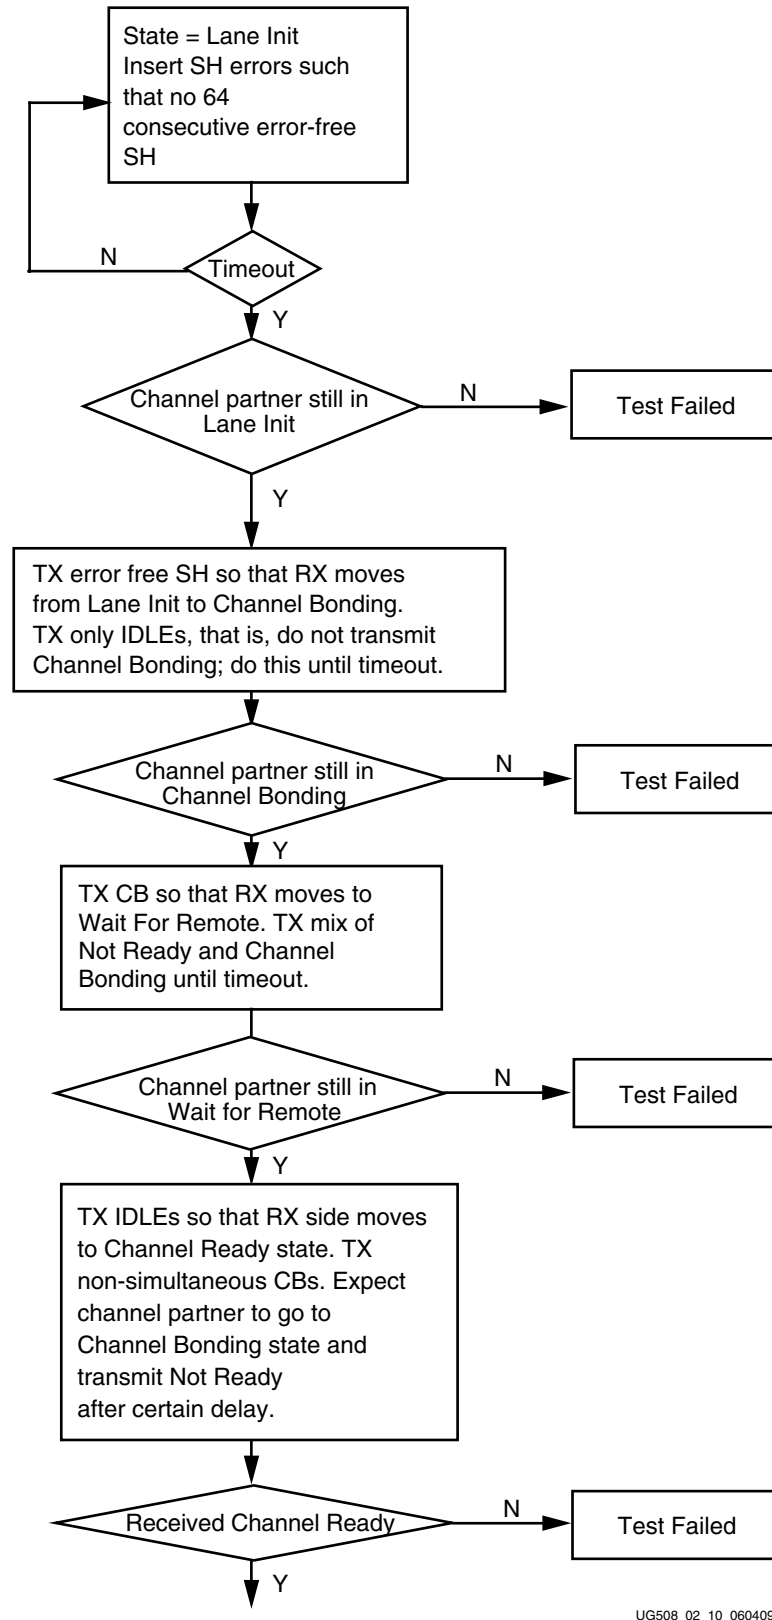 State = Lane Init
Insert SH errors such
that no 64
consecutive error-free
SH
N
Timeout
Y
Channel partner still in
Lane Init
N
Test Failed
Y
TX error free SH so that RX moves
from Lane Init to Channel Bonding.
TX only IDLEs, that is, do not transmit
Channel Bonding; do this until timeout.
Channel partner still in
Channel Bonding
N
Test Failed
Y
TX CB so that RX moves to
Wait For Remote. TX mix of
Not Ready and Channel
Bonding until timeout.
Channel partner still in
Wait for Remote
N
Test Failed
Y
TX IDLEs so that RX side moves
to Channel Ready state. TX
non-simultaneous CBs. Expect
channel partner to go to
Channel Bonding state and
transmit Not Ready
after certain delay.
Received Channel Ready
N
Test Failed
Y
UG508_02_10_060409